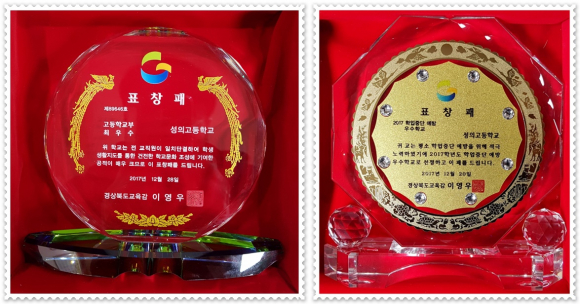 표창패
제69646호
고등학교부
최우수
성의고등학교
위 학교는 전 교직원이 일치단결하여 학생
생활지도를 통한 건전한 학교문화 조성에 기여한
공적이 매우 크므로 이 표창패를 드립니다.
2017년 12월 28일
경상북도교육감 이영우
표창패
2017 학업중단 예방
우수학교
성의고등학교
위 교는 평소 학업중단 예방을 위해 적극
노력하였기에 2017학년도 학업중단 예방
우수학교로 선정하고 이 패를 드립니다.
2017년 12월 20일
경상북도교육감 이영우